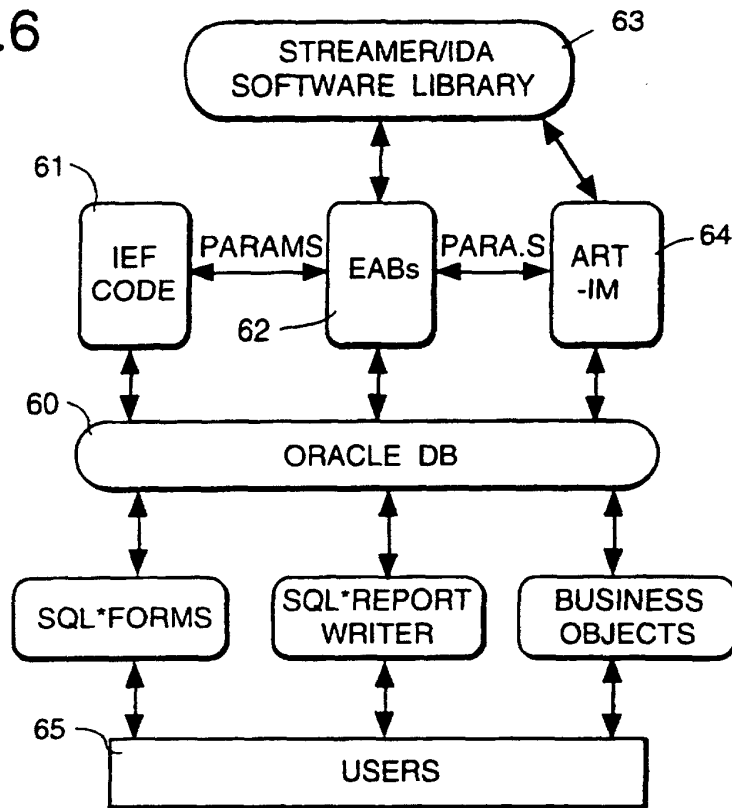 .6
63
STREAMER/IDA
SOFTWARE LIBRARY
61
IEF
CODE
PARAMS
EABs
62
PARA.S
ART
-IM
64
60
ORACLE DB
SQL*FORMS
SQL*REPORT
WRITER
BUSINESS
OBJECTS
65
USERS